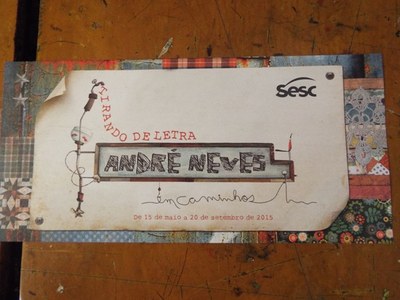 Sesc
TIRANDO DE LETRA
ANDRÉ NEVES
encaminhos
De 15 de maio a 20 de setembro de 2015